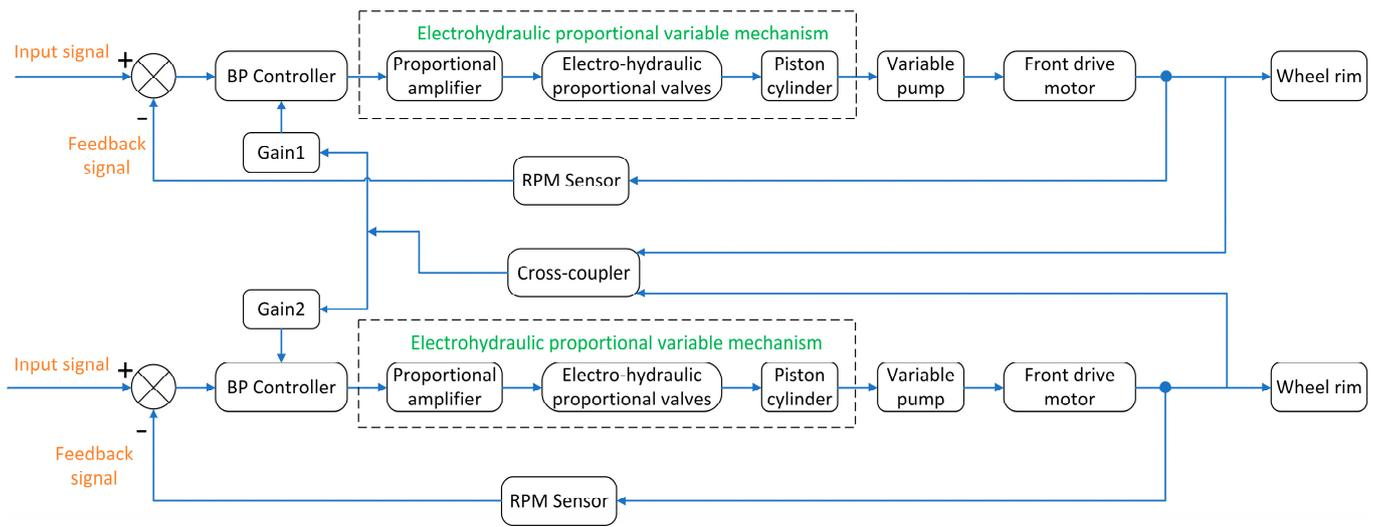 Electrohydraulic proportional variable mechanism
Input signal
+
BP Controller
Proportional
amplifier
Electro-hydraulic
proportional valves
Piston
cylinder
Variable
pump
Front drive
motor
Wheel rim
−
Feedback
signal
Gain1
RPM Sensor
Cross-coupler
Gain2
Electrohydraulic proportional variable mechanism
Input signal
+
BP Controller
Proportional
amplifier
Electro-hydraulic
proportional valves
Piston
cylinder
Variable
pump
Front drive
motor
Wheel rim
−
Feedback
signal
RPM Sensor